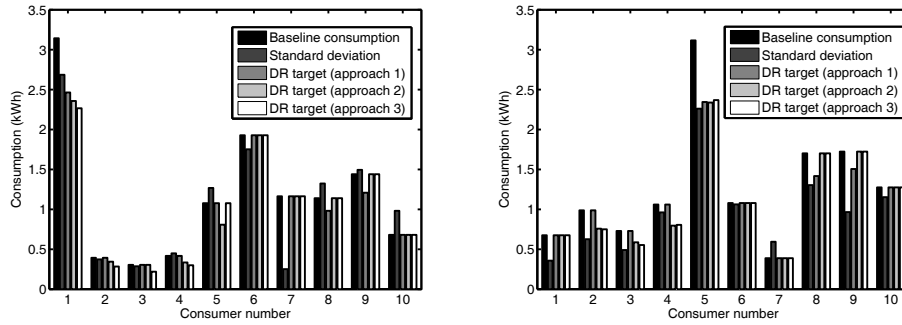 3.5
3
2.5
2
1.5
1
0.5
0
Consumption (kWh)
Baseline consumption
Standard deviation
DR target (approach 1)
DR target (approach 2)
DR target (approach 3)
1 2 3 4 5 6 7 8 9 10
Consumer number
3.5
3
2.5
2
1.5
1
0.5
0
Consumption (kWh)
Baseline consumption
Standard deviation
DR target (approach 1)
DR target (approach 2)
DR target (approach 3)
1 2 3 4 5 6 7 8 9 10
Consumer number